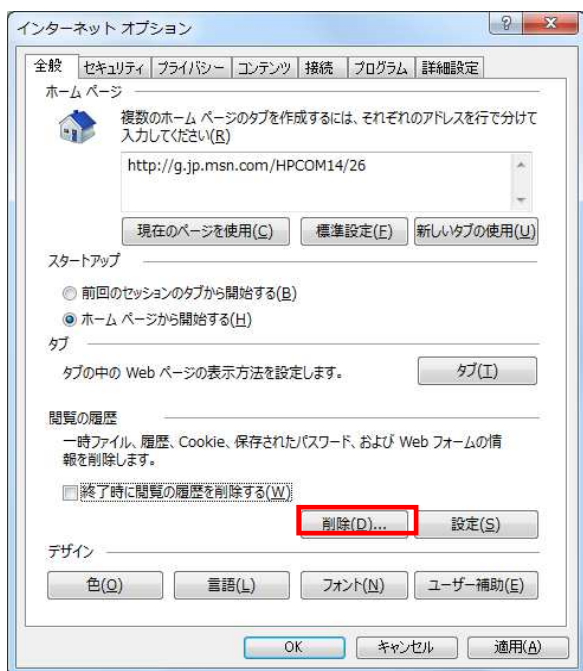 インターネット オプション
全般 セキュリティ プライバシー コンテンツ 接続 プログラム 詳細設定
ホーム ページ
複数のホーム ページのタブを作成するには、それぞれのアドレスを行で分けて
入力してください(R)
http://g.jp.msn.com/HPCOM14/26
現在のページを使用(C) 標準設定(F) 新しいタブの使用(U)
スタートアップ
前回のセッションのタブから開始する(B)
ホーム ページから開始する(H)
タブ
タブの中の Web ページの表示方法を設定します。 タブ(T)
閲覧の履歴
一時ファイル、履歴、Cookie、保存されたパスワード、および Web フォームの情
報を削除します。
終了時に閲覧の履歴を削除する(W)
削除(D)... 設定(S)
デザイン
色(O) 言語(L) フォント(N) ユーザー補助(E)
OK キャンセル 適用(A)